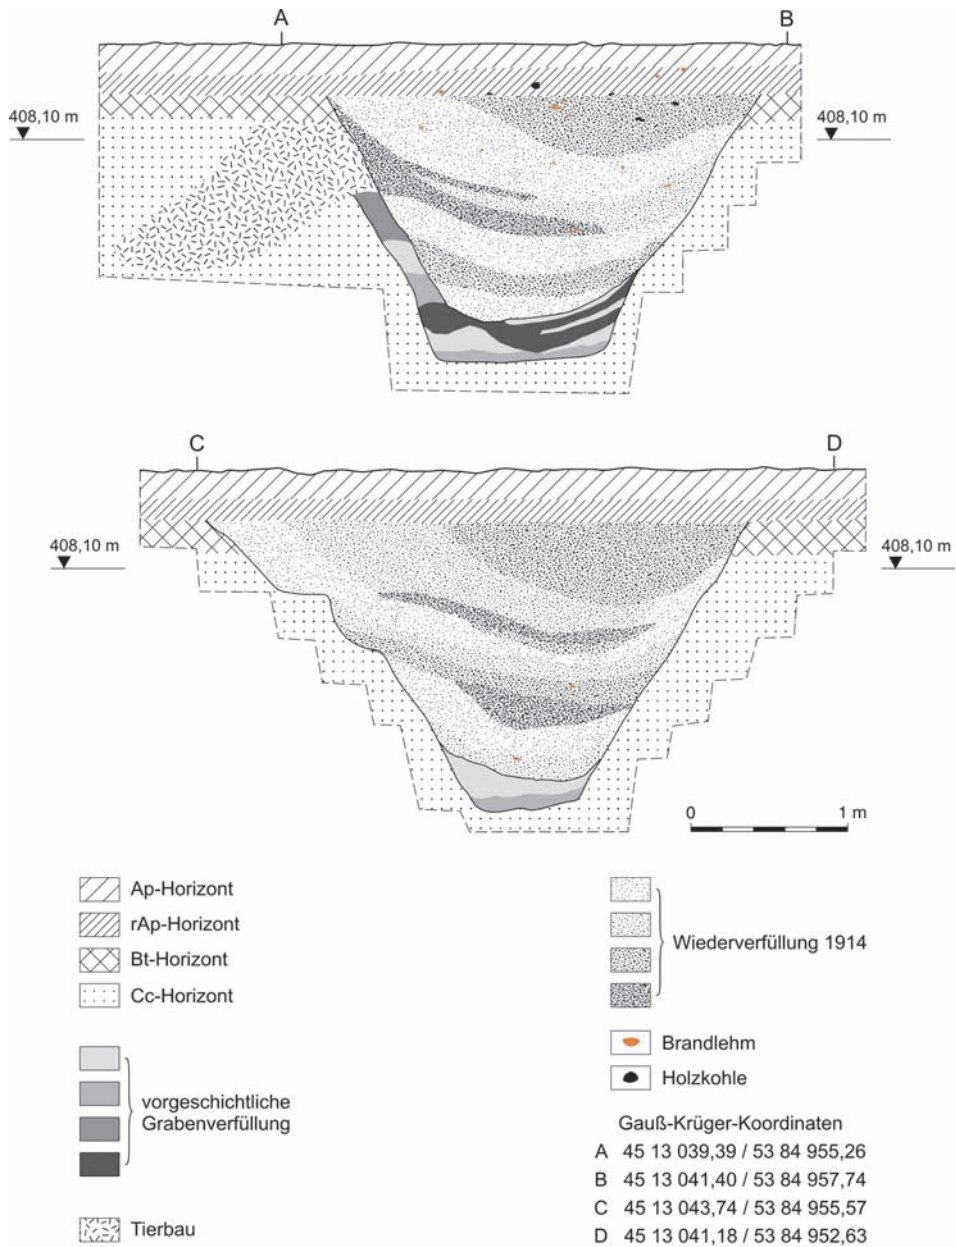 A
B
408,10 m
408,10 m
C
D
408,10 m
408,10 m
0 1 m
Ap-Horizont
rAp-Horizont
Bt-Horizont
Cc-Horizont
vorgeschichtliche
Grabenverfüllung
Tierbau
Wiederverfüllung 1914
Brandlehm
Holzkohle
Gauß-Krüger-Koordinaten
A 45 13 039,39 / 53 84 955,26
B 45 13 041,40 / 53 84 957,74
C 45 13 043,74 / 53 84 955,57
D 45 13 041,18 / 53 84 952,63